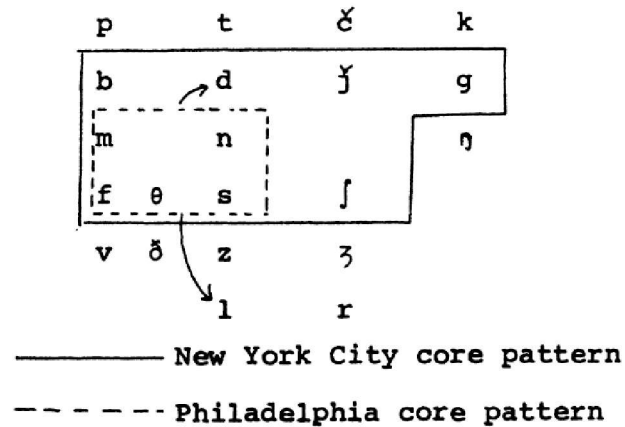 p t č k
b d ǰ g
m n ŋ
f θ s ʃ
v ð z ʒ
l r
New York City core pattern
Philadelphia core pattern